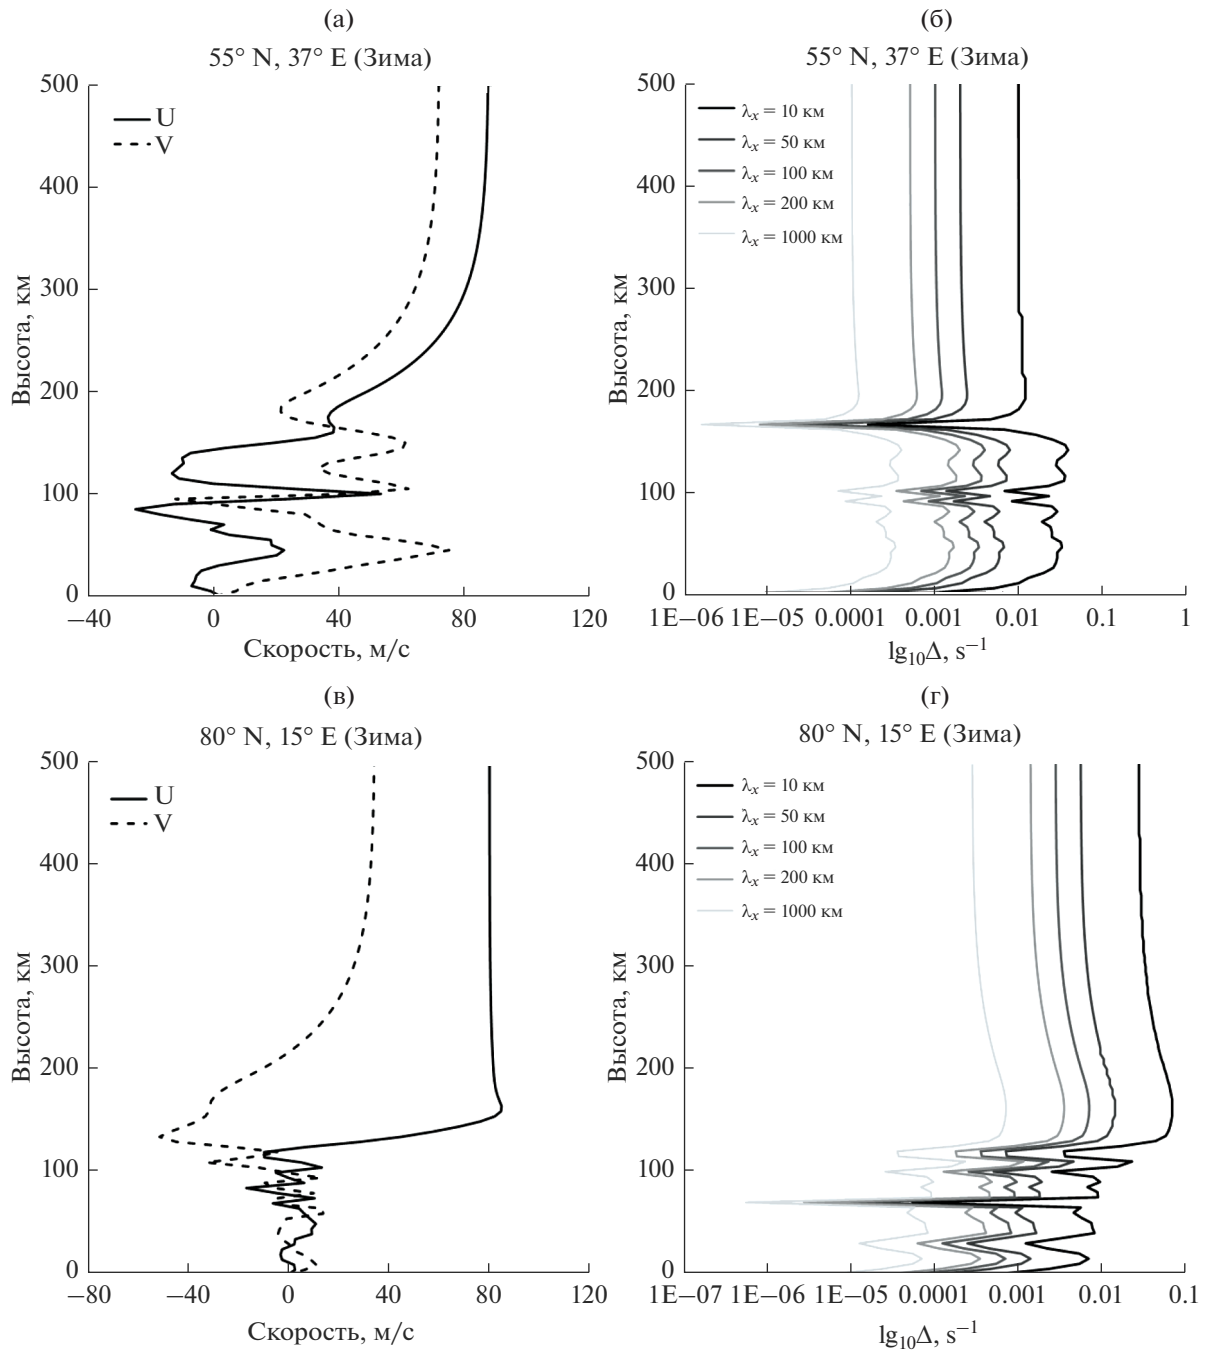 (а)
55° N, 37° E (Зима)
500
400
300
200
100
0
Высота, км
U
V
−40 0 40 80 120
Скорость, м/с
(б)
55° N, 37° E (Зима)
500
400
300
200
100
0
Высота, км
λx = 10 км
λx = 50 км
λx = 100 км
λx = 200 км
λx = 1000 км
1E−06 1E−05 0.0001 0.001 0.01 0.1 1
lg10Δ, s−1
(в)
80° N, 15° E (Зима)
500
400
300
200
100
0
Высота, км
U
V
−80 −40 0 40 80 120
Скорость, м/с
(г)
80° N, 15° E (Зима)
500
400
300
200
100
0
Высота, км
λx = 10 км
λx = 50 км
λx = 100 км
λx = 200 км
λx = 1000 км
1E−07 1E−06 1E−05 0.0001 0.001 0.01 0.1
lg10Δ, s−1